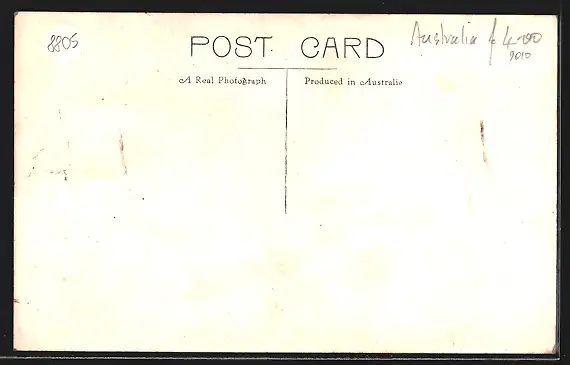 8805
POST CARD
Australia £ 4-00
9010
A Real Photograph
Produced in Australia